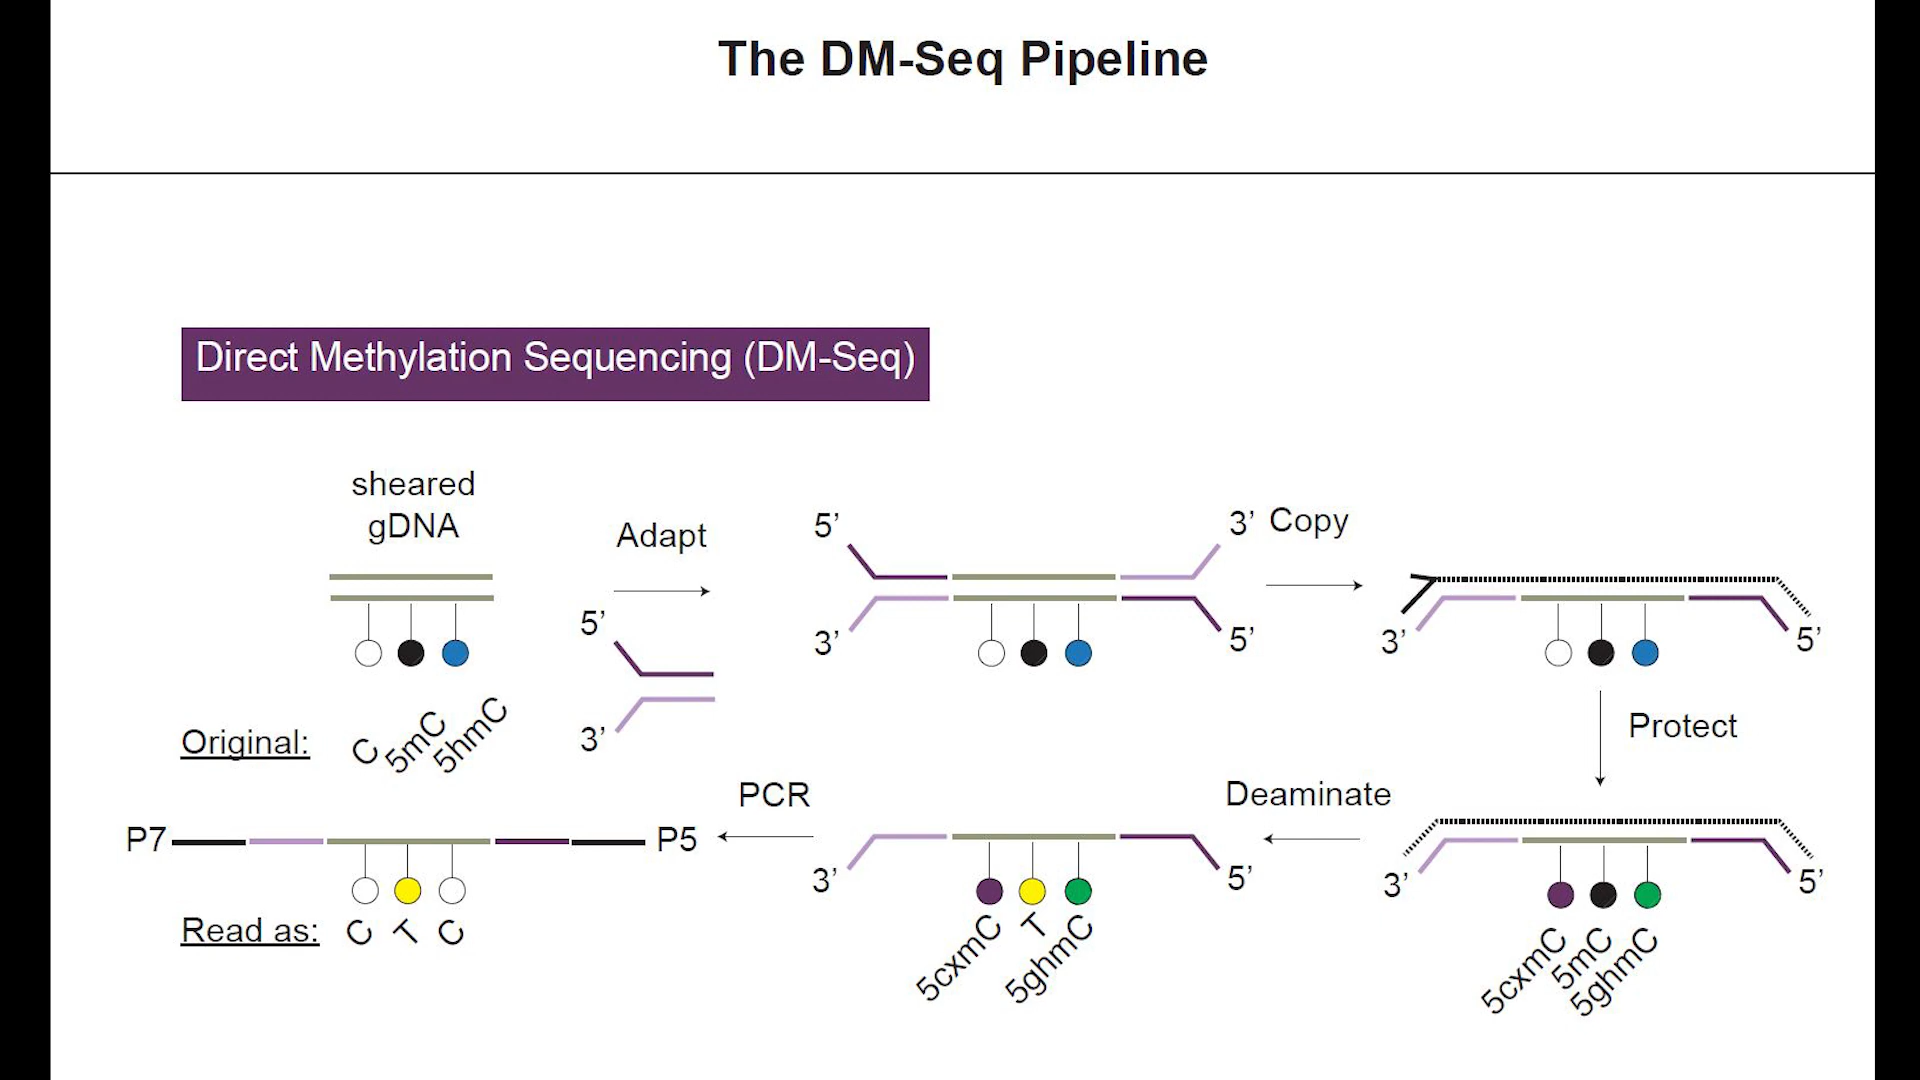 The DM-Seq Pipeline
Direct Methylation Sequencing (DM-Seq)
sheared
gDNA
Original:
C
5mC
5hmC
Adapt
5’
3’
5’
3’
3’
5’
Copy
3’
5’
Protect
3’
5’
5cxmC
5mC
5ghmC
Deaminate
3’
5’
5cxmC
T
5ghmC
PCR
P7
P5
Read as:
C
T
C